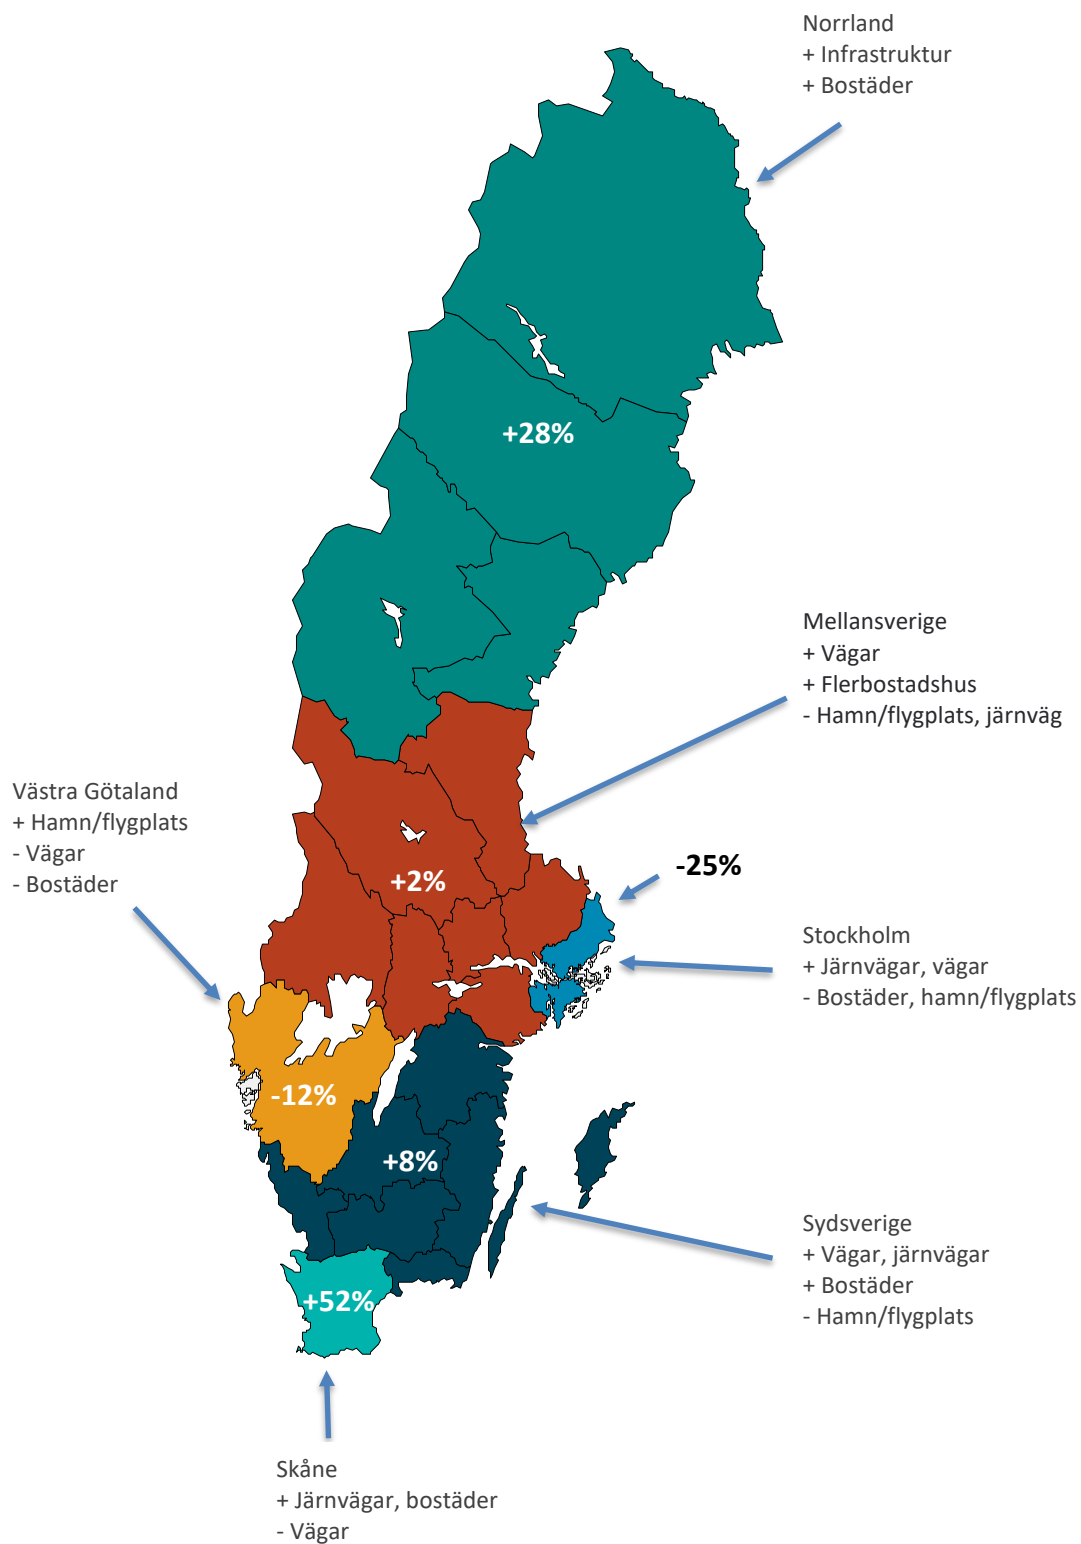 Norrland
+ Infrastruktur
+ Bostäder
+28%
Mellansverige
+ Vägar
+ Flerbostadshus
- Hamn/flygplats, järnväg
Västra Götaland
+ Hamn/flygplats
- Vägar
- Bostäder
+2%
-25%
Stockholm
+ Järnvägar, vägar
- Bostäder, hamn/flygplats
-12%
+8%
Sydsverige
+ Vägar, järnvägar
+ Bostäder
- Hamn/flygplats
+52%
Skåne
+ Järnvägar, bostäder
- Vägar